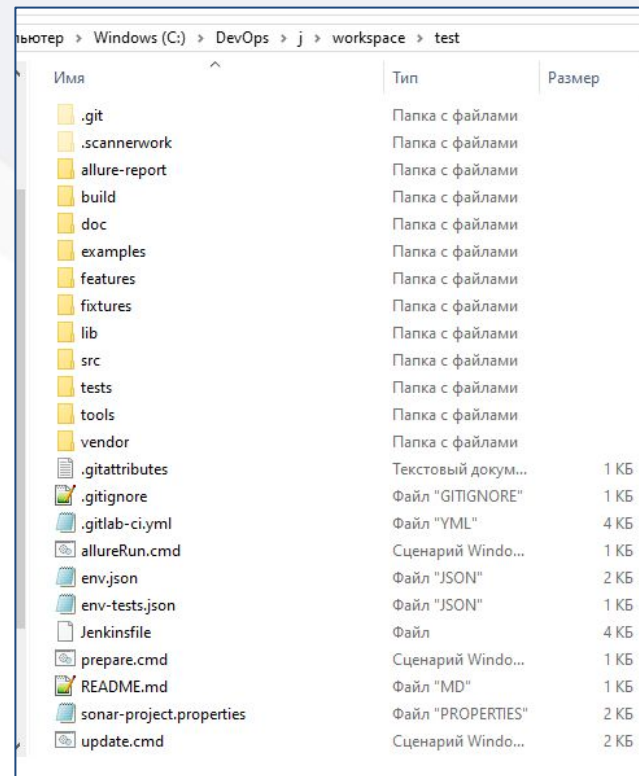 ьютер > Windows (C:) > DevOps > j > workspace > test
Имя Тип Размер
.git Папка с файлами
.scannerwork Папка с файлами
allure-report Папка с файлами
build Папка с файлами
doc Папка с файлами
examples Папка с файлами
features Папка с файлами
fixtures Папка с файлами
lib Папка с файлами
src Папка с файлами
tests Папка с файлами
tools Папка с файлами
vendor Папка с файлами
.gitattributes Текстовый докум... 1 КБ
.gitignore Файл "GITIGNORE" 1 КБ
.gitlab-ci.yml Файл "YML" 4 КБ
allureRun.cmd Сценарий Windo... 1 КБ
env.json Файл "JSON" 2 КБ
env-tests.json Файл "JSON" 1 КБ
Jenkinsfile Файл 4 КБ
prepare.cmd Сценарий Windo... 1 КБ
README.md Файл "MD" 1 КБ
sonar-project.properties Файл "PROPERTIES" 2 КБ
update.cmd Сценарий Windo... 2 КБ